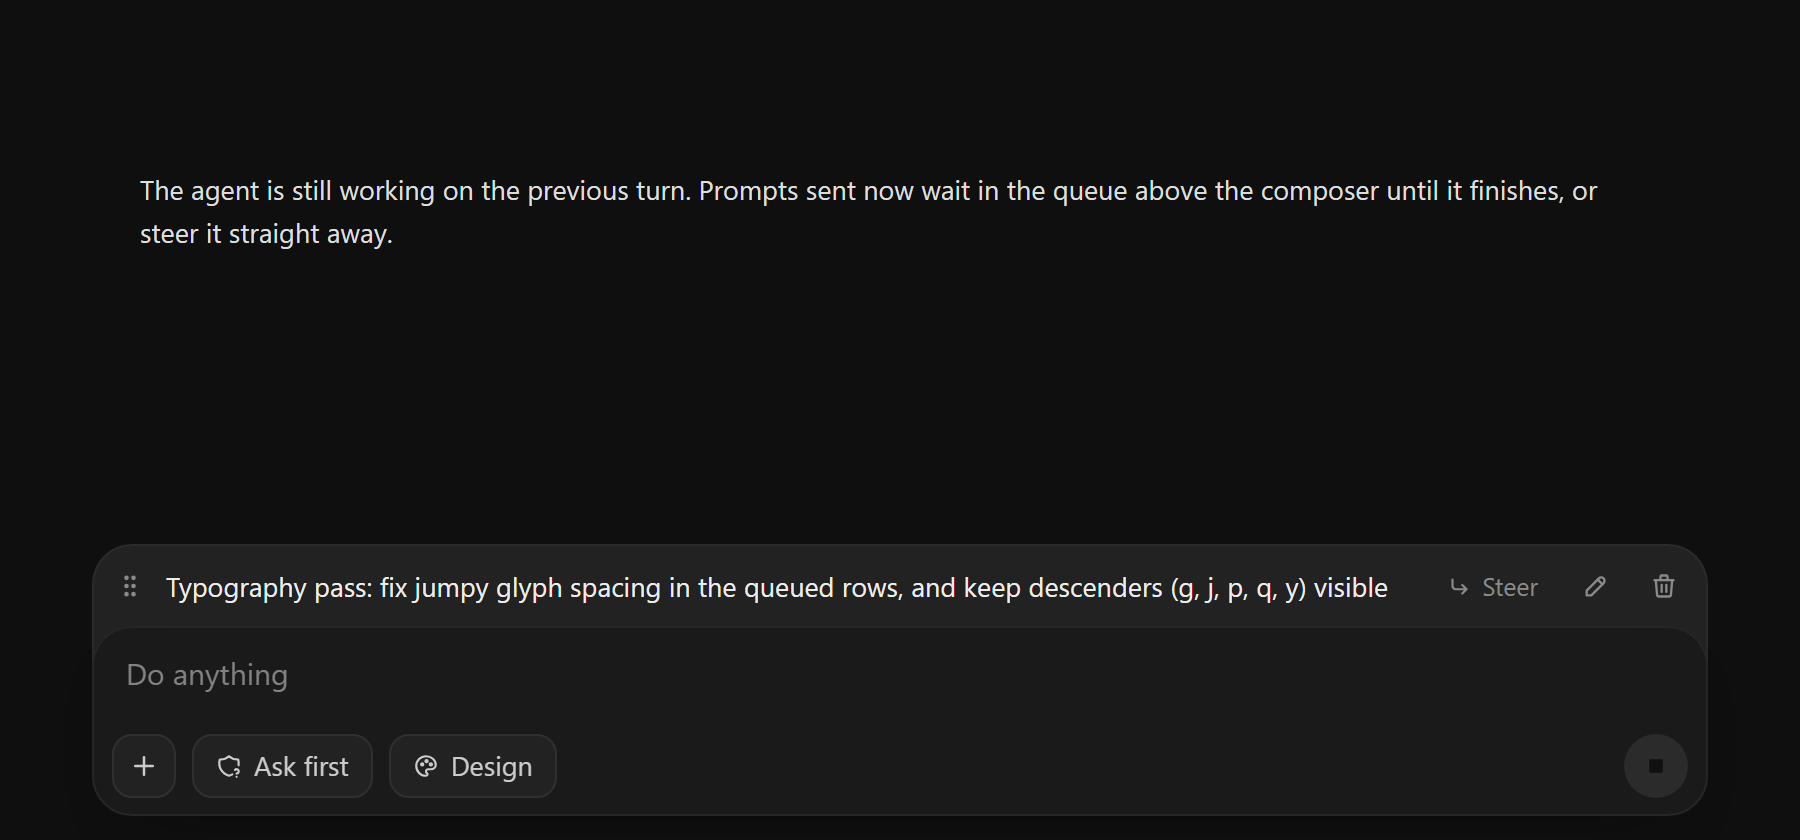 The agent is still working on the previous turn. Prompts sent now wait in the queue above the composer until it finishes, or
steer it straight away.
Typography pass: fix jumpy glyph spacing in the queued rows, and keep descenders (g, j, p, q, y) visible
Steer
Do anything
Ask first
Design